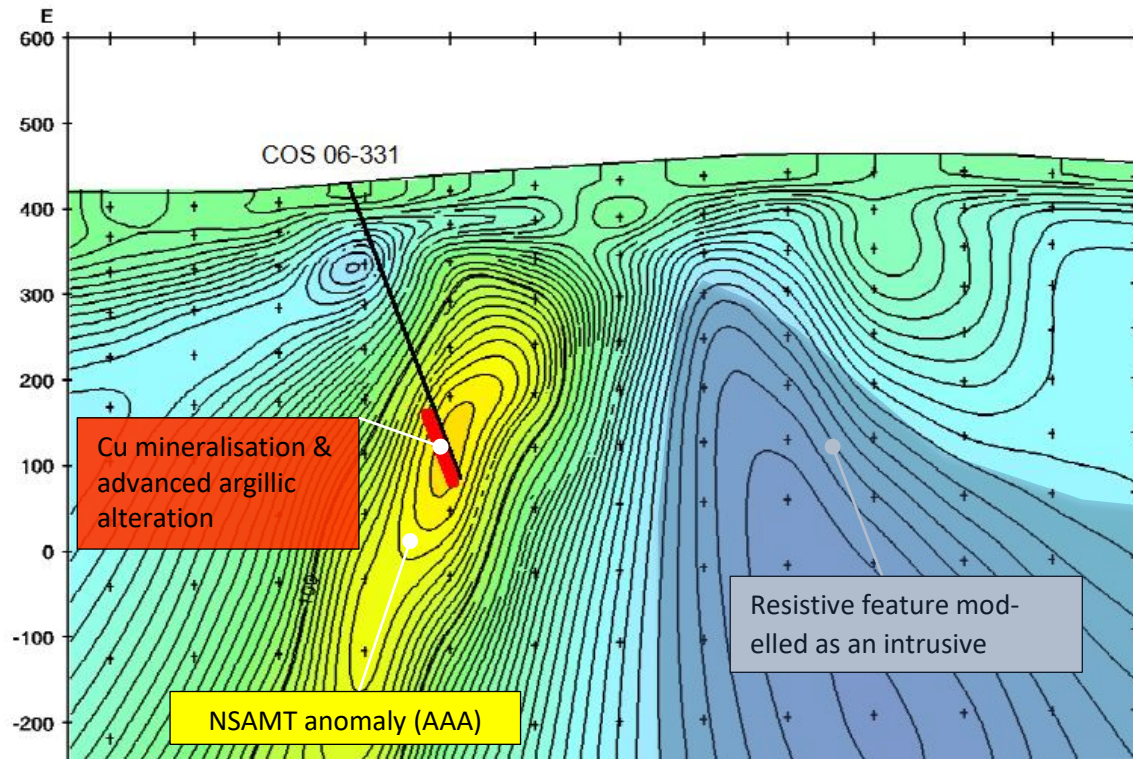 E
600
500
COS 06-331
400
300
200
Cu mineralisation &
advanced argillic
alteration
100
0
100
Resistive feature mod-
elled as an intrusive
-100
NSAMT anomaly (AAA)
-200